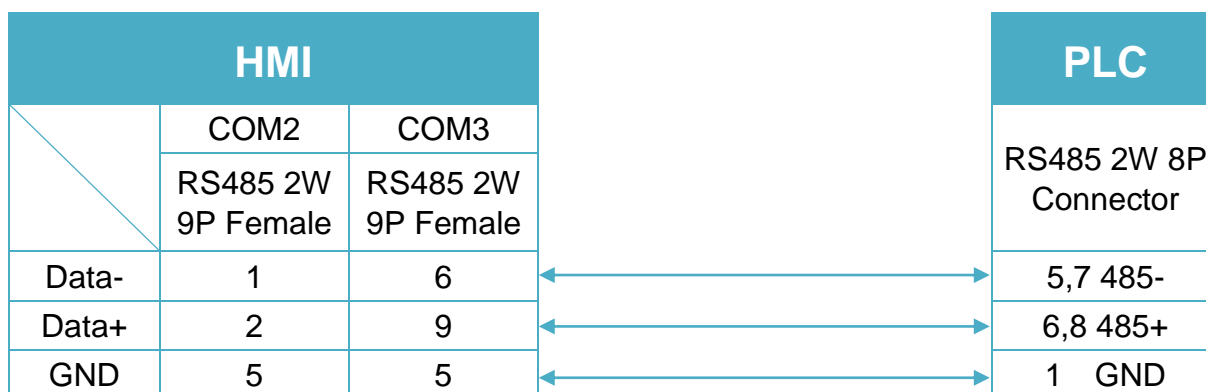 HMI
PLC
COM2 COM3
RS485 2W
9P Female
RS485 2W
9P Female
RS485 2W 8P
Connector
Data- 1 6 5,7 485-
Data+ 2 9 6,8 485+
GND 5 5 1 GND